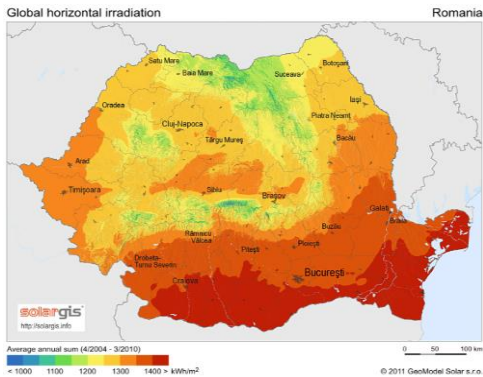 Global horizontal irradiation Romania
Satu Mare
Baia Mare
Suceava
Botoşani
Oradea
Iaşi
Cluj-Napoca
Piatra Neamţ
Târgu Mureş
Bacău
Arad
Timişoara
Sibiu
Braşov
Galaţi
Brăila
Râmnicu
Vâlcea
Buzău
Piteşti
Ploieşti
Drobeta-
Turnu Severin
Craiova
Bucureşti
solargis
http://solargis.info
Average annual sum (4/2004 - 3/2010)
0 50 100 km
< 1000 1100 1200 1300 1400 > kWh/m²
© 2011 GeoModel Solar s.r.o.